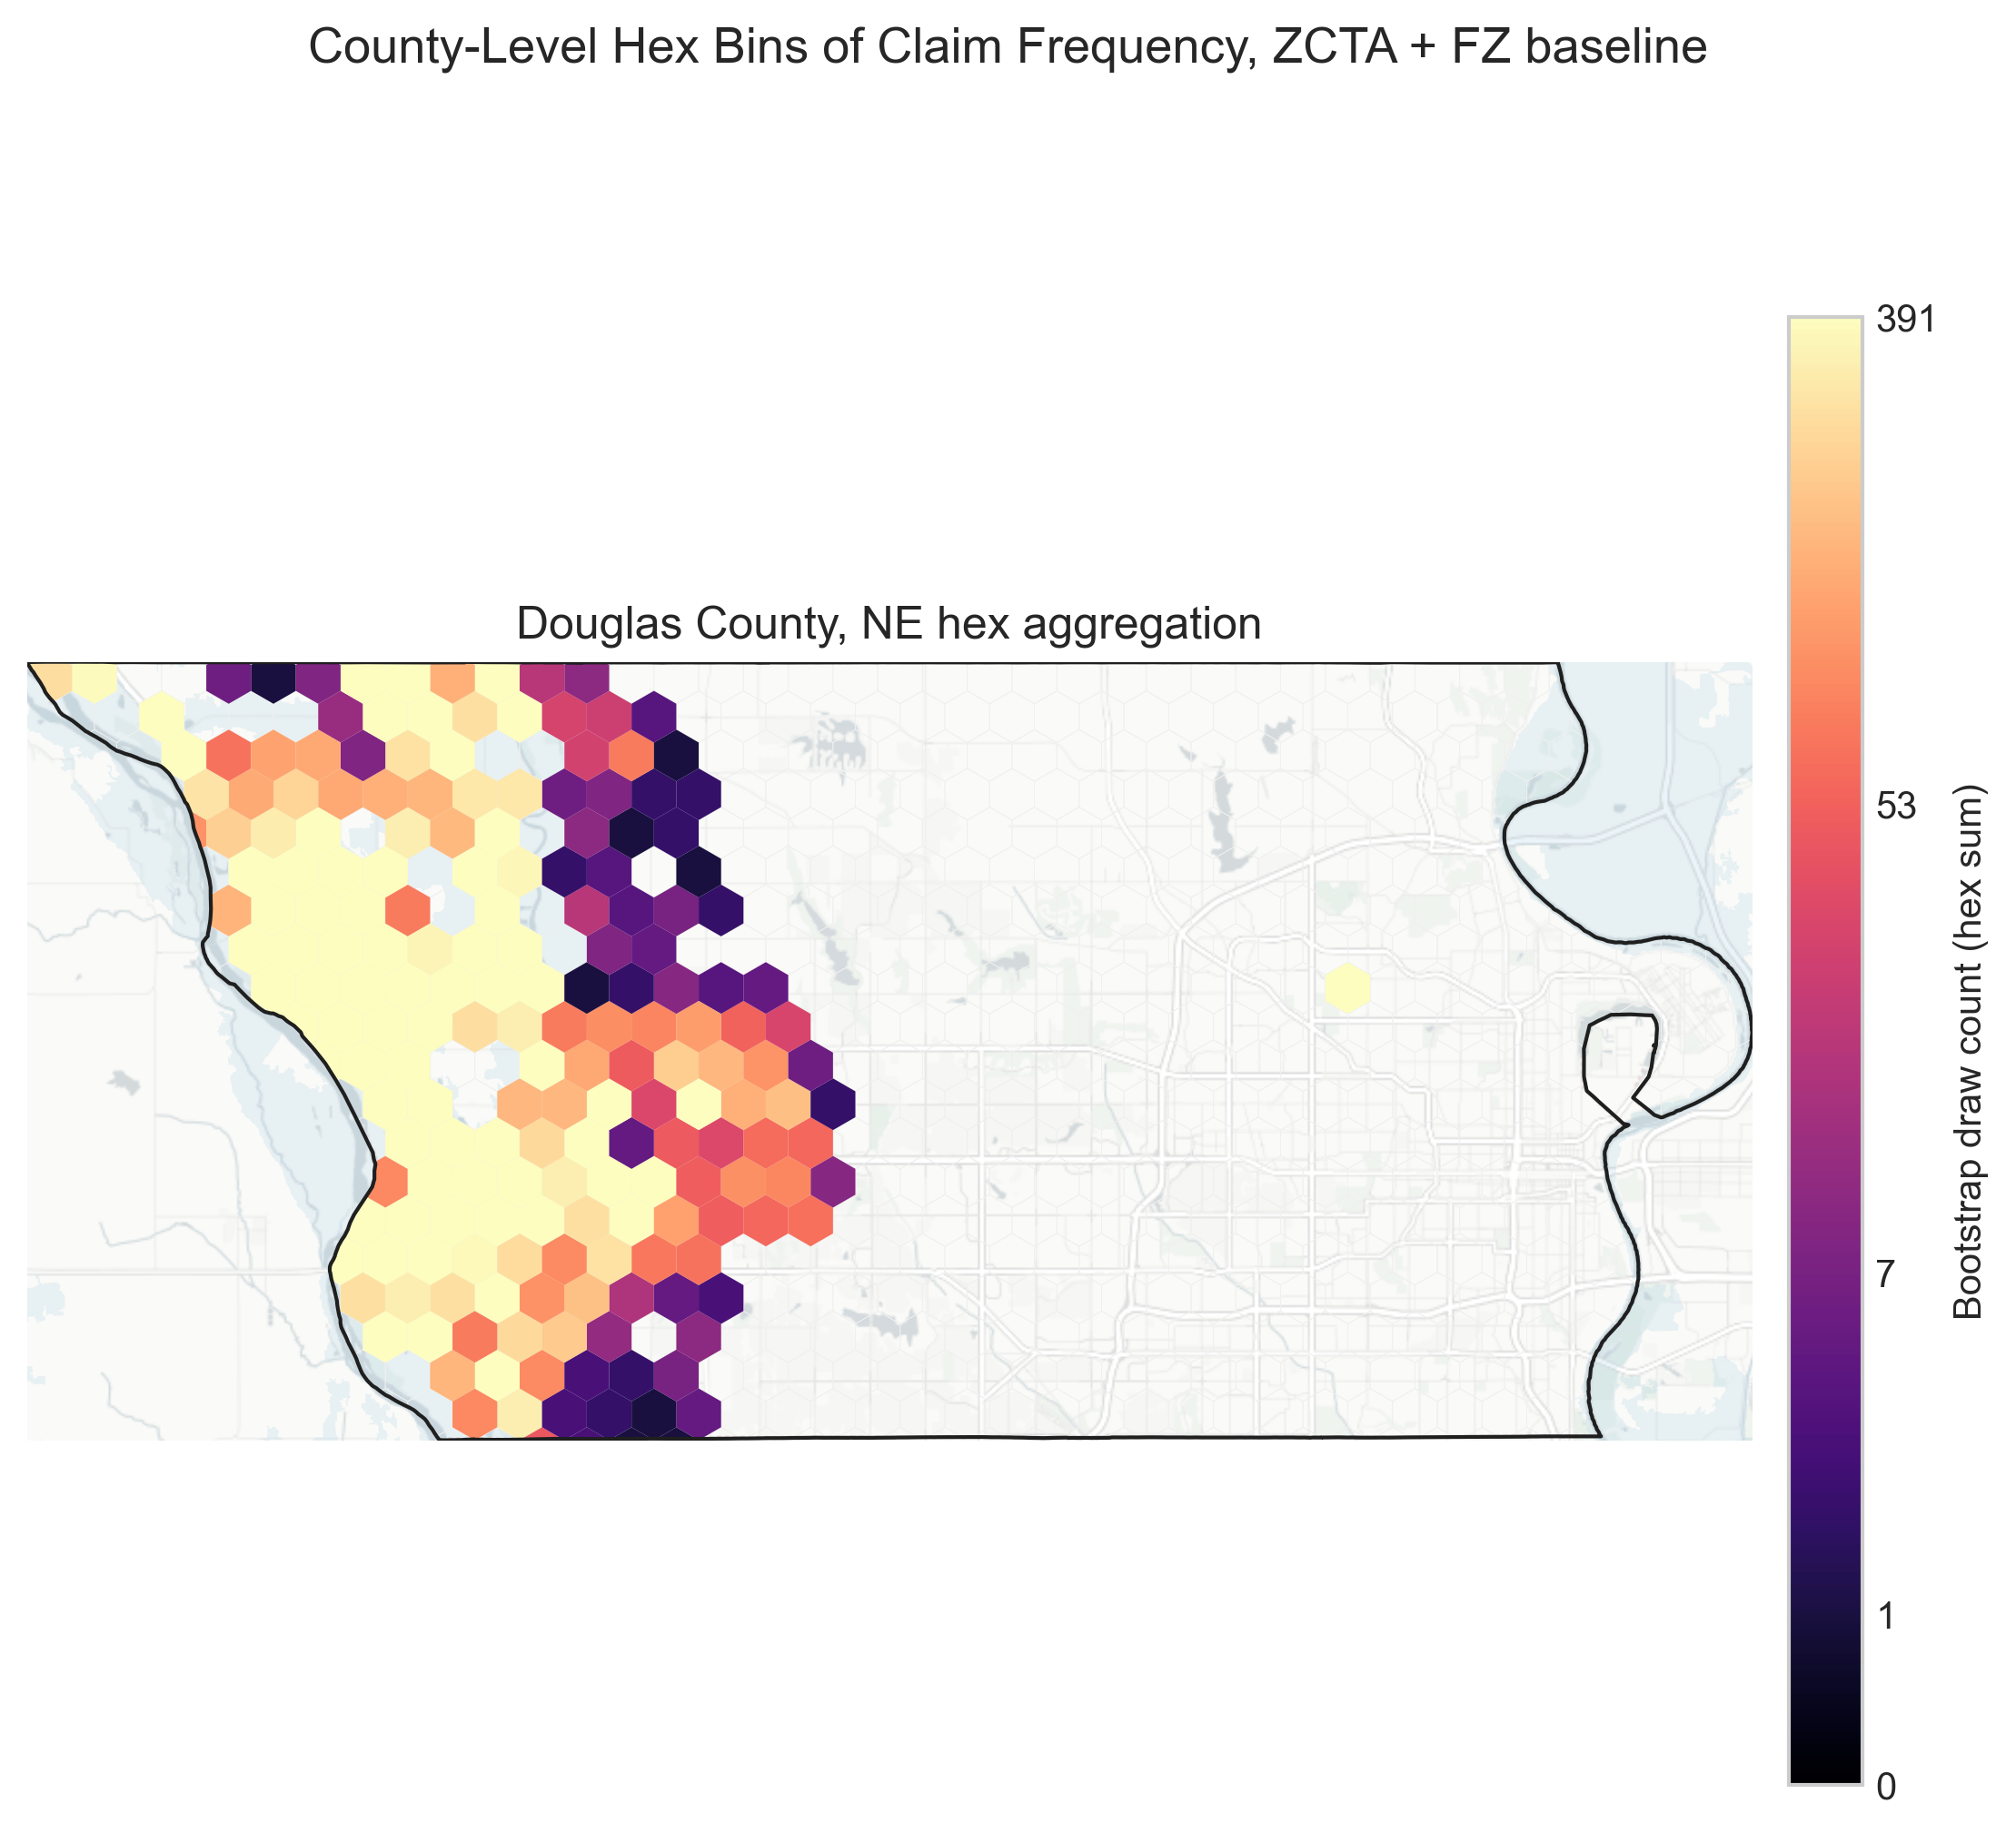 County-Level Hex Bins of Claim Frequency, ZCTA + FZ baseline
Douglas County, NE hex aggregation
391
53
7
1
0
Bootstrap draw count (hex sum)